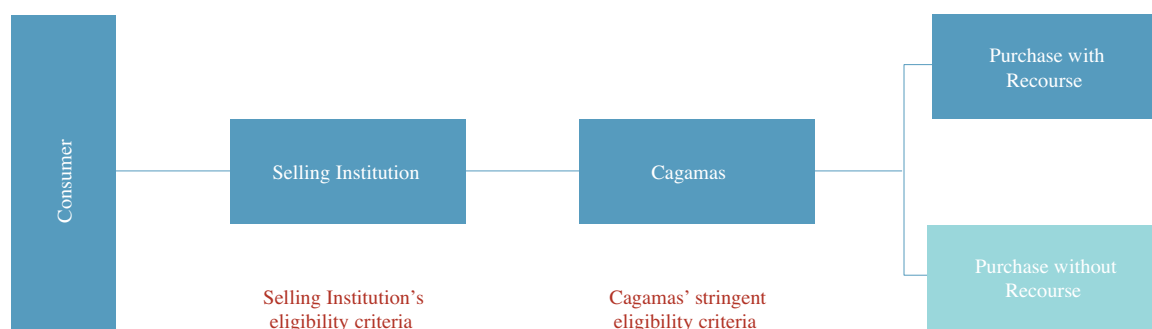 Consumer
Selling Institution
Selling Institution’s
eligibility criteria
Cagamas
Cagamas’ stringent
eligibility criteria
Purchase with
Recourse
Purchase without
Recourse